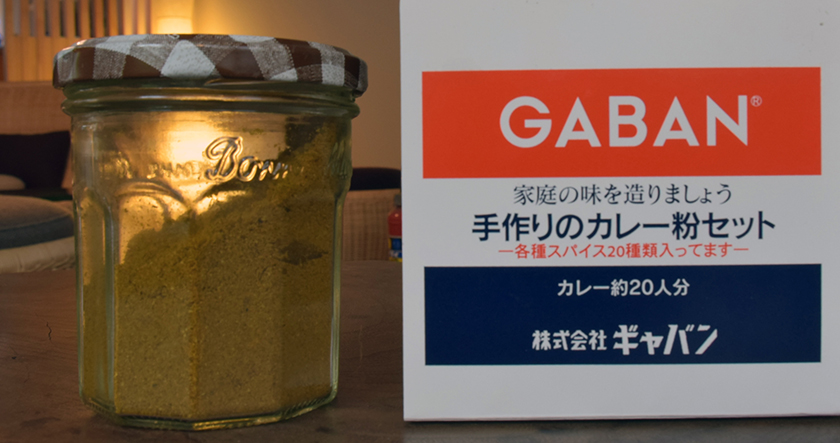 GABAN®
家庭の味を造りましょう
手作りのカレー粉セット
―各種スパイス20種類入ってます―
カレー約20人分
株式会社 ギャバン